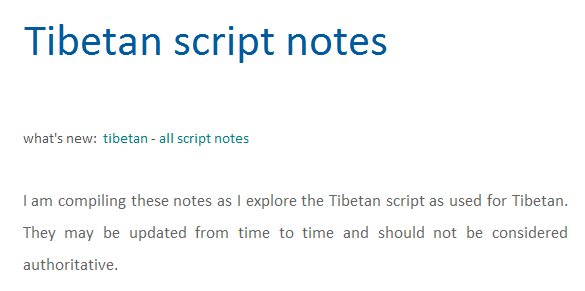 Tibetan script notes
what's new: tibetan - all script notes
I am compiling these notes as I explore the Tibetan script as used for Tibetan.
They may be updated from time to time and should not be considered
authoritative.